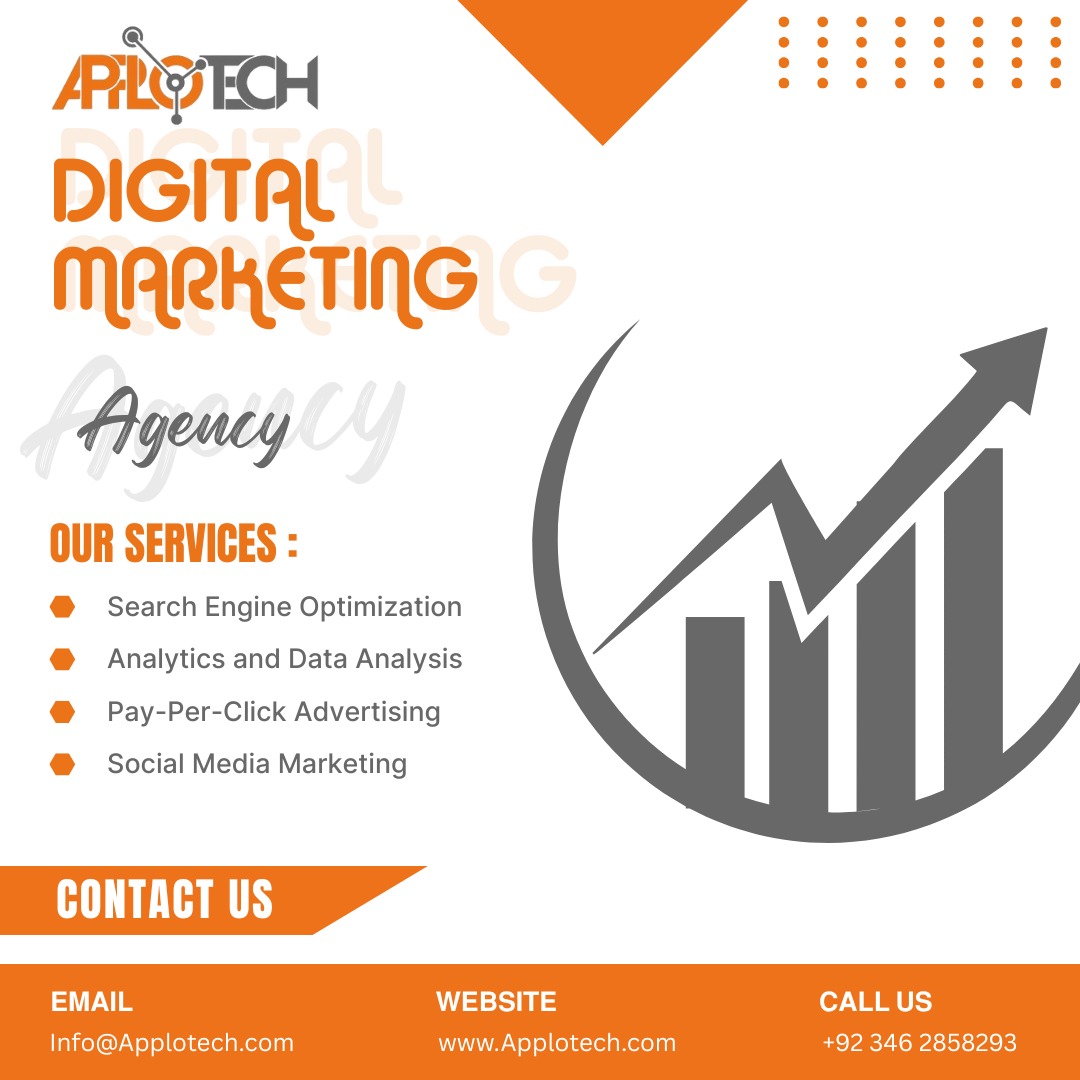 APPLOTECH
DIGITAL
MARKETING
Agency
OUR SERVICES :
Search Engine Optimization
Analytics and Data Analysis
Pay-Per-Click Advertising
Social Media Marketing
CONTACT US
EMAIL
Info@Applotech.com
WEBSITE
www.Applotech.com
CALL US
+92 346 2858293